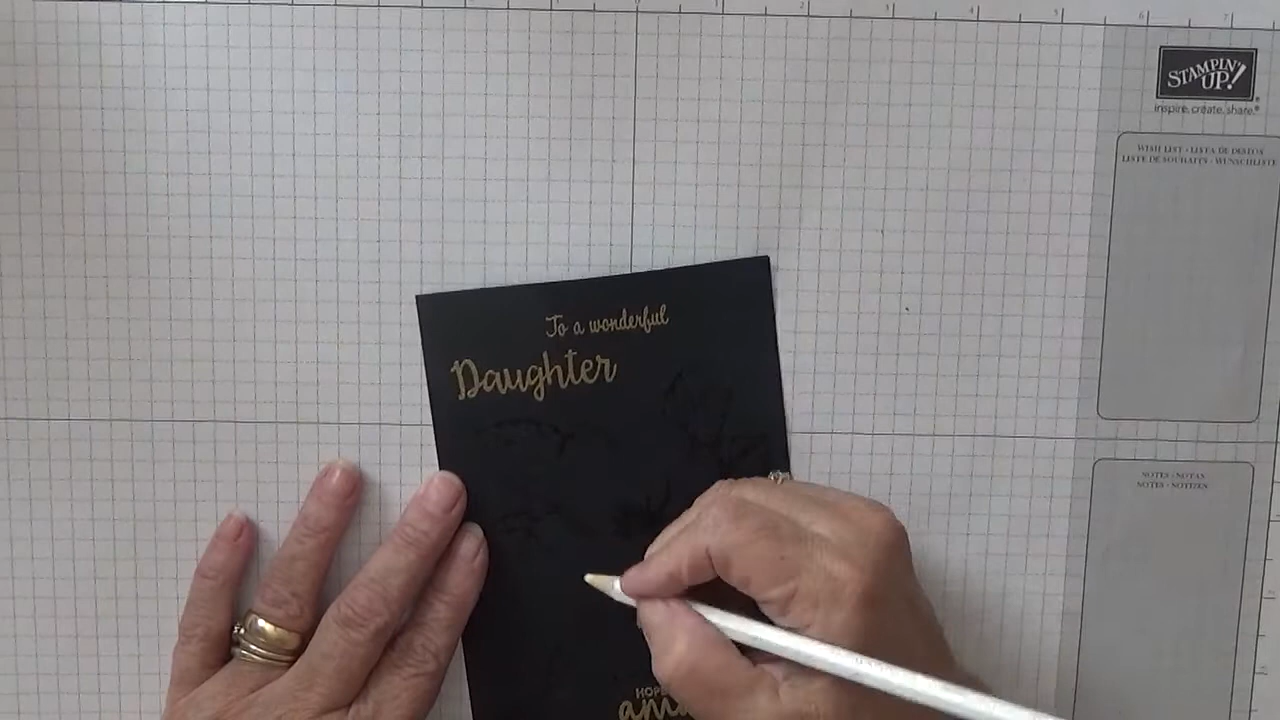 STAMPIN' UP!®
inspire. create. share.®
WISH LIST • LISTA DE DESEOS
LISTE DE SOUHAITS • WUNSCHLISTE
To a wonderful
Daughter
NOTES • NOTAS
NOTES • NOTIZEN